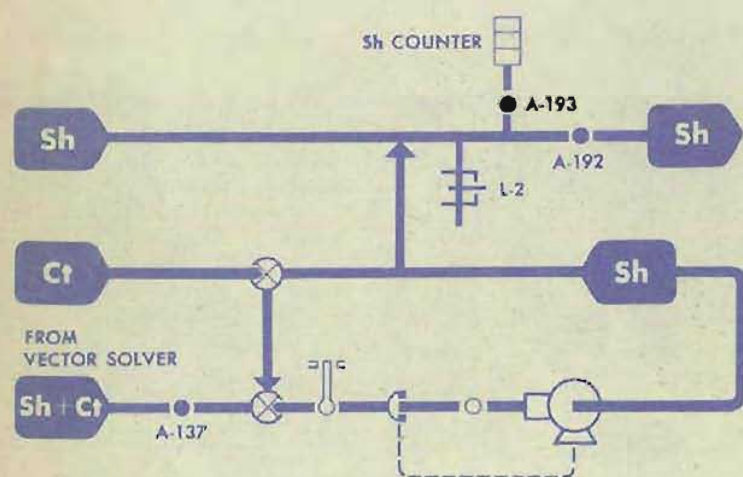 Sh COUNTER
A-193
Sh
A-192
Sh
L-2
Ct
Sh
FROM
VECTOR SOLVER
Sh+Ct
A-137